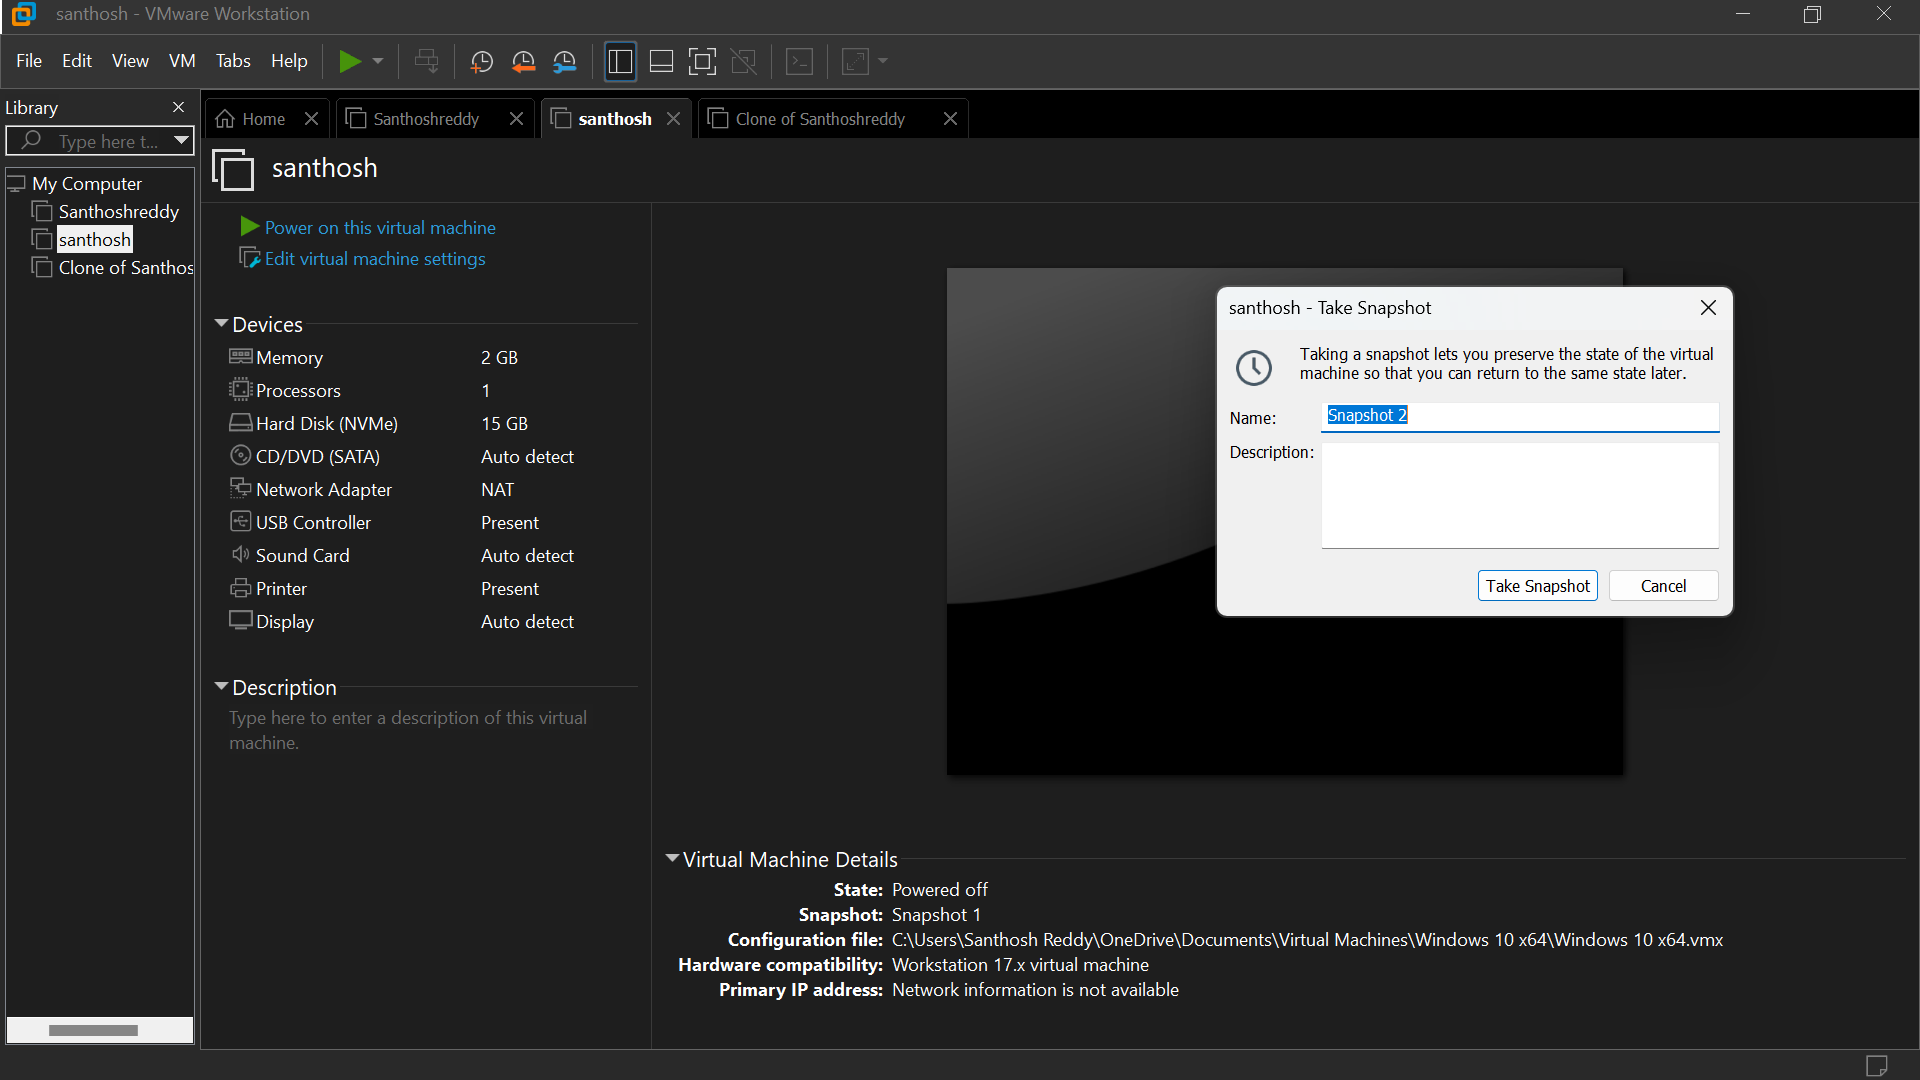 santhosh - VMware Workstation
File Edit View VM Tabs Help
Library
Home Santhoshreddy santhosh Clone of Santhoshreddy
Type here t...
My Computer
Santhoshreddy
santhosh
Clone of Santhos
santhosh
Power on this virtual machine
Edit virtual machine settings
Devices
Memory 2 GB
Processors 1
Hard Disk (NVMe) 15 GB
CD/DVD (SATA) Auto detect
Network Adapter NAT
USB Controller Present
Sound Card Auto detect
Printer Present
Display Auto detect
Description
Type here to enter a description of this virtual
machine.
santhosh - Take Snapshot
Taking a snapshot lets you preserve the state of the virtual
machine so that you can return to the same state later.
Name: Snapshot 2
Description:
Take Snapshot Cancel
Virtual Machine Details
State: Powered off
Snapshot: Snapshot 1
Configuration file: C:\Users\Santhosh Reddy\OneDrive\Documents\Virtual Machines\Windows 10 x64\Windows 10 x64.vmx
Hardware compatibility: Workstation 17.x virtual machine
Primary IP address: Network information is not available